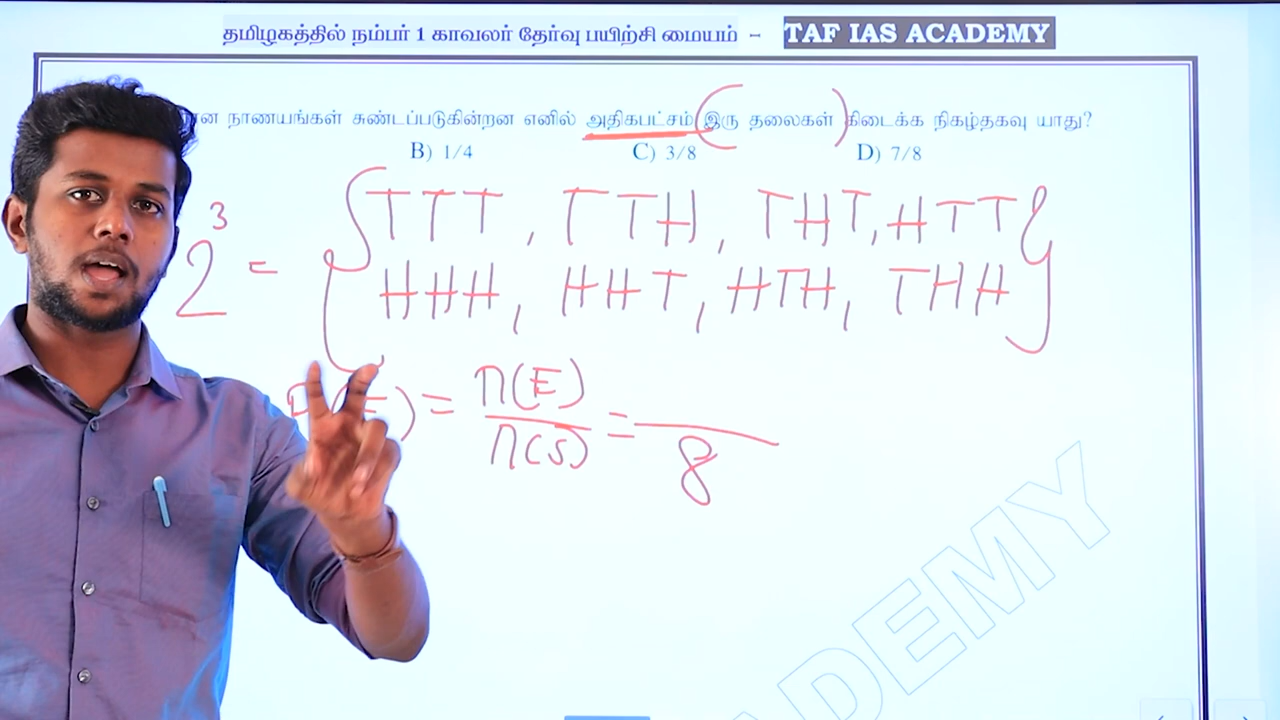 தமிழகத்தில் நம்பர் 1 காவலர் தேர்வு பயிற்சி மையம் – TAF IAS ACADEMY
நாணயங்கள் சுண்டப்படுகின்றன எனில் அதிகபட்சம் (இரு தலைகள்) கிடைக்க நிகழ்தகவு யாது?
B) 1/4 C) 3/8 D) 7/8
2³ = { TTT, TTH, THT, HTT
HHH, HHT, HTH, THH }
= n(E)/n(S) = /8
ADEMY